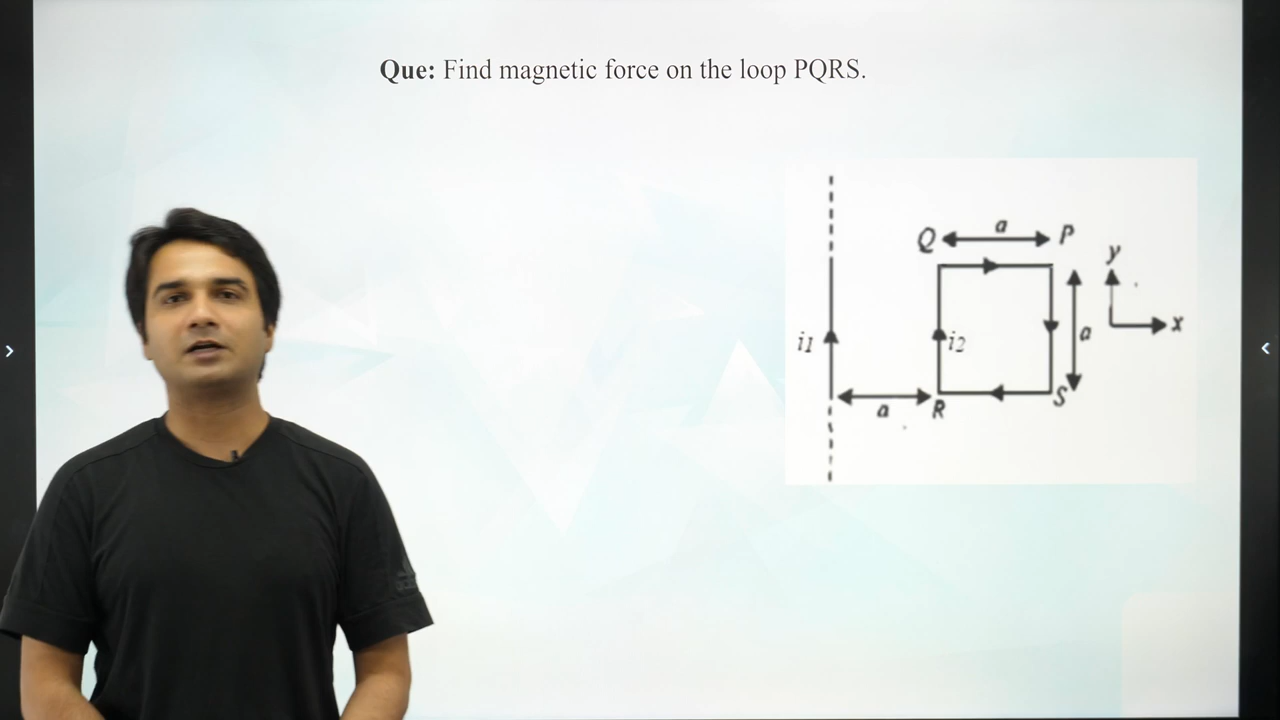 Que: Find magnetic force on the loop PQRS.
Q a P
y
i1 i2 a x
a R S